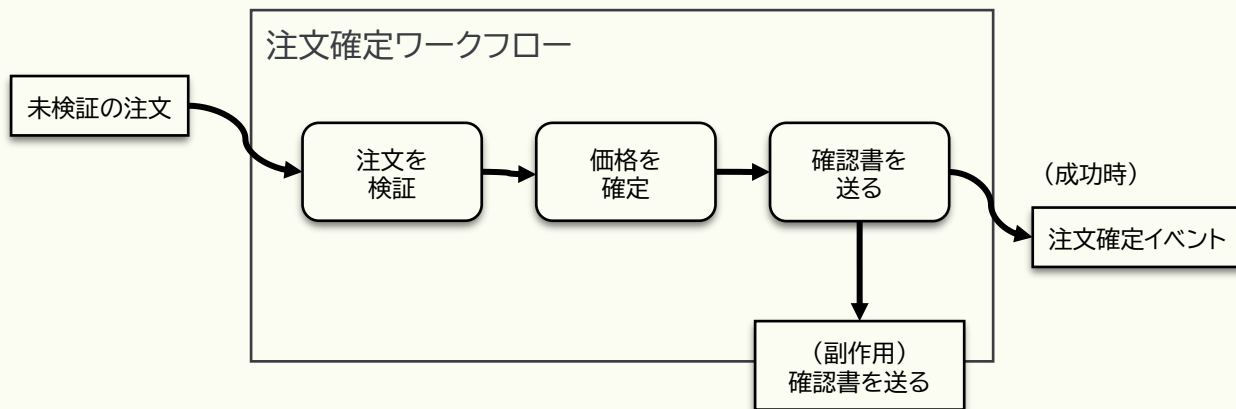 注文確定ワークフロー
未検証の注文
注文を
検証
価格を
確定
確認書を
送る
（成功時）
注文確定イベント
（副作用）
確認書を送る